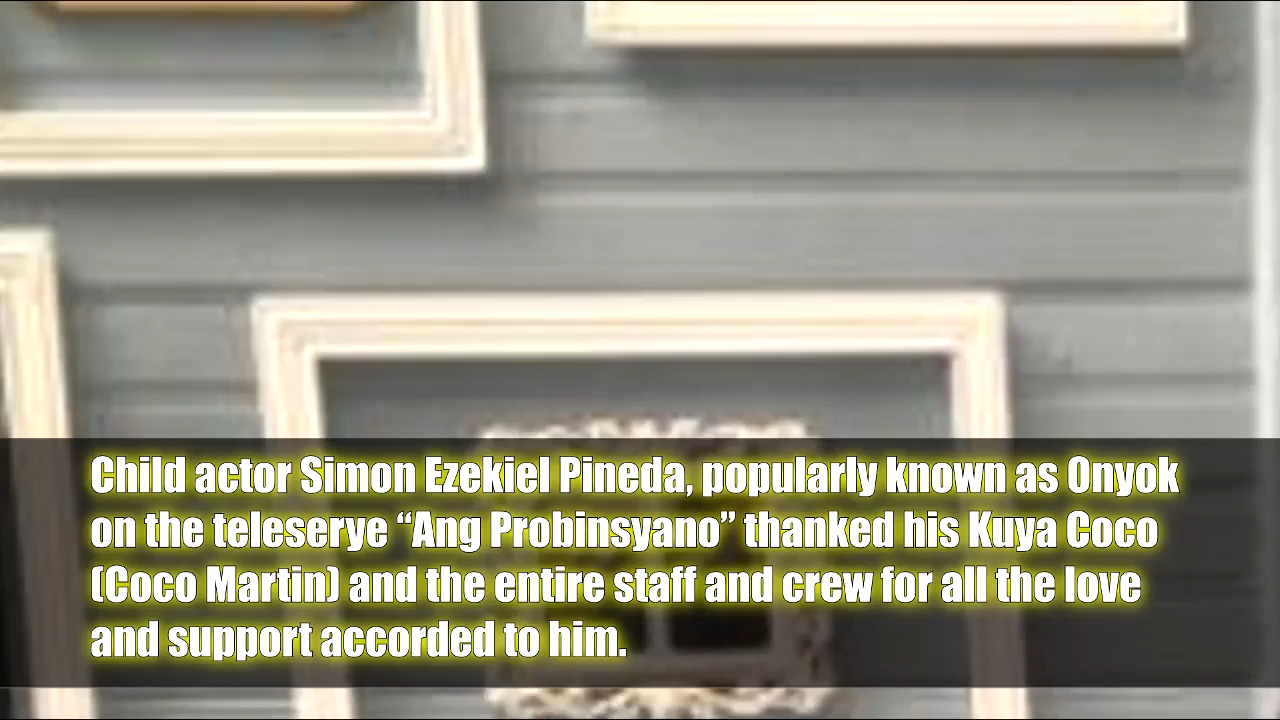 Child actor Simon Ezekiel Pineda, popularly known as Onyok
on the teleserye “Ang Probinsyano” thanked his Kuya Coco
(Coco Martin) and the entire staff and crew for all the love
and support accorded to him.